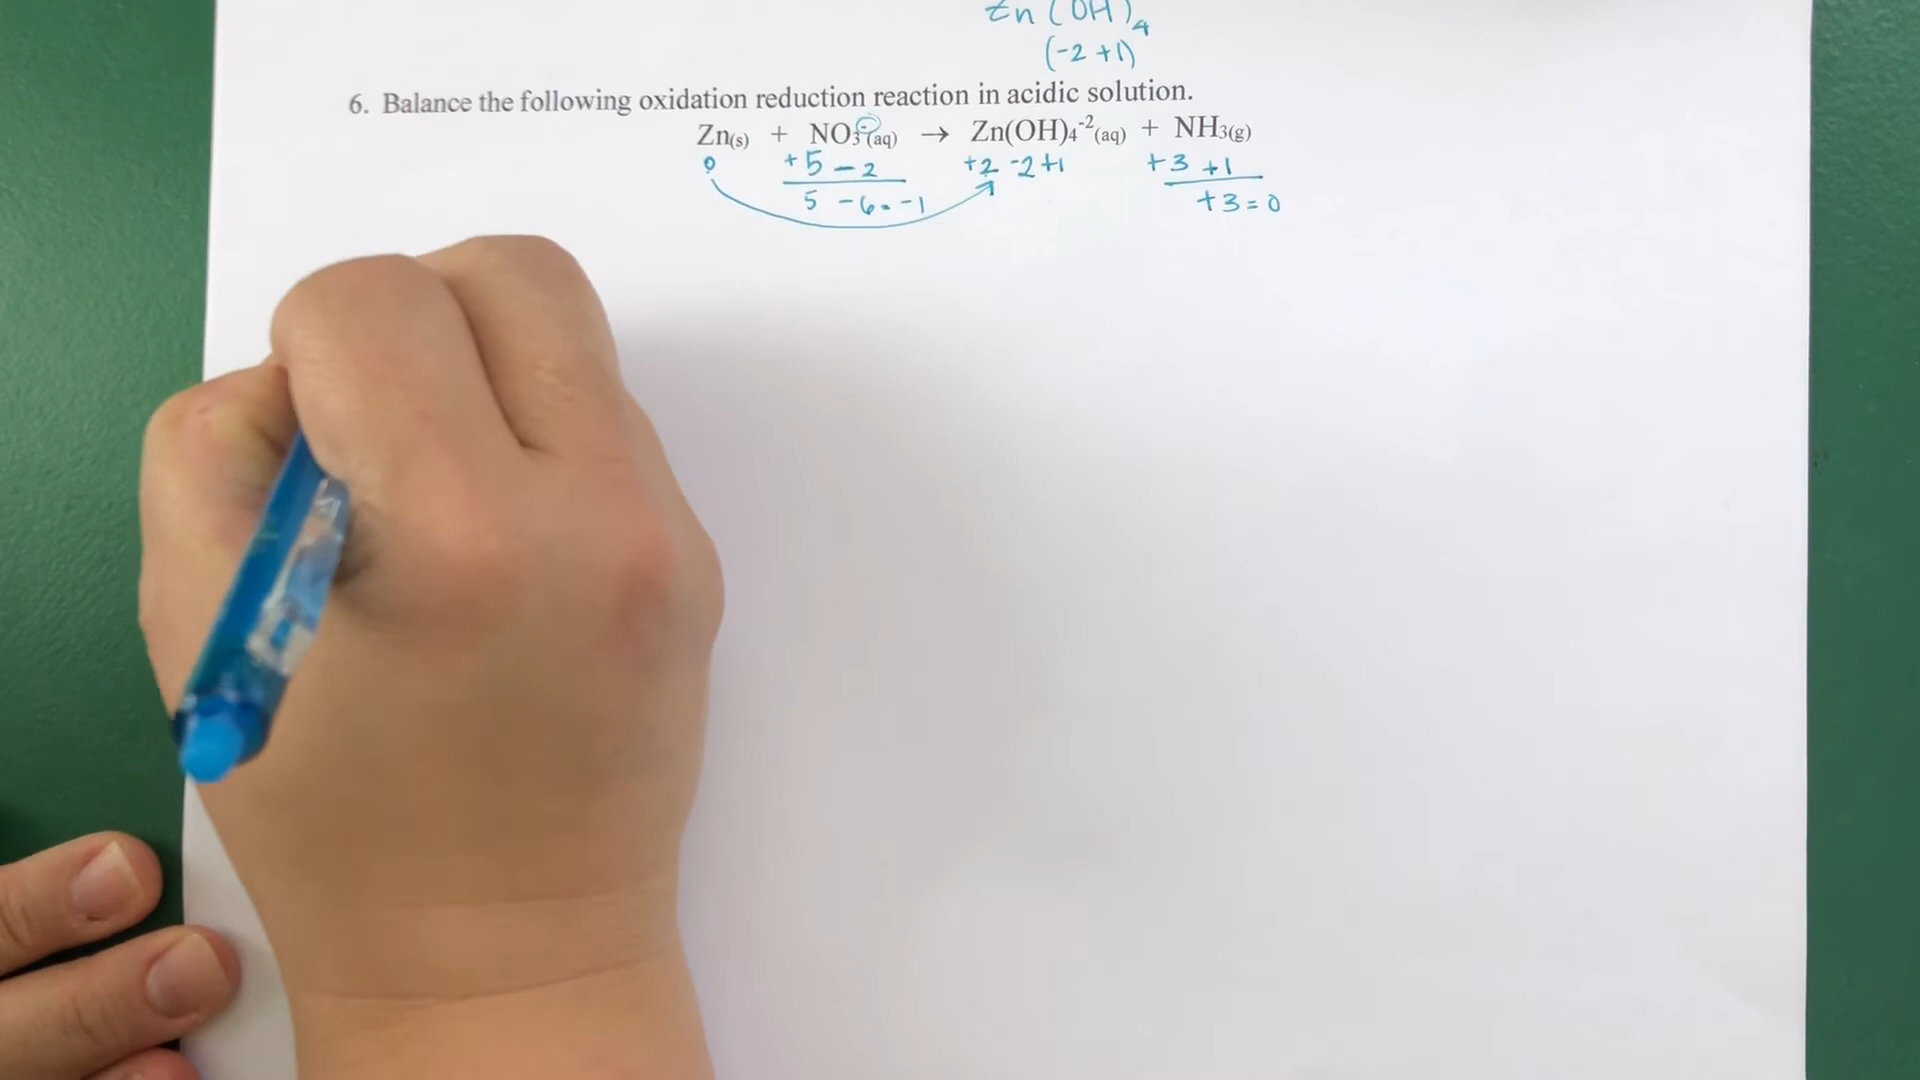 Zn(OH)4
(-2+1)
6. Balance the following oxidation reduction reaction in acidic solution.
Zn(s) + NO3-(aq) → Zn(OH)4-2(aq) + NH3(g)
0 +5 -2 +2 -2+1 +3 +1
5 -6 = -1 +3=0